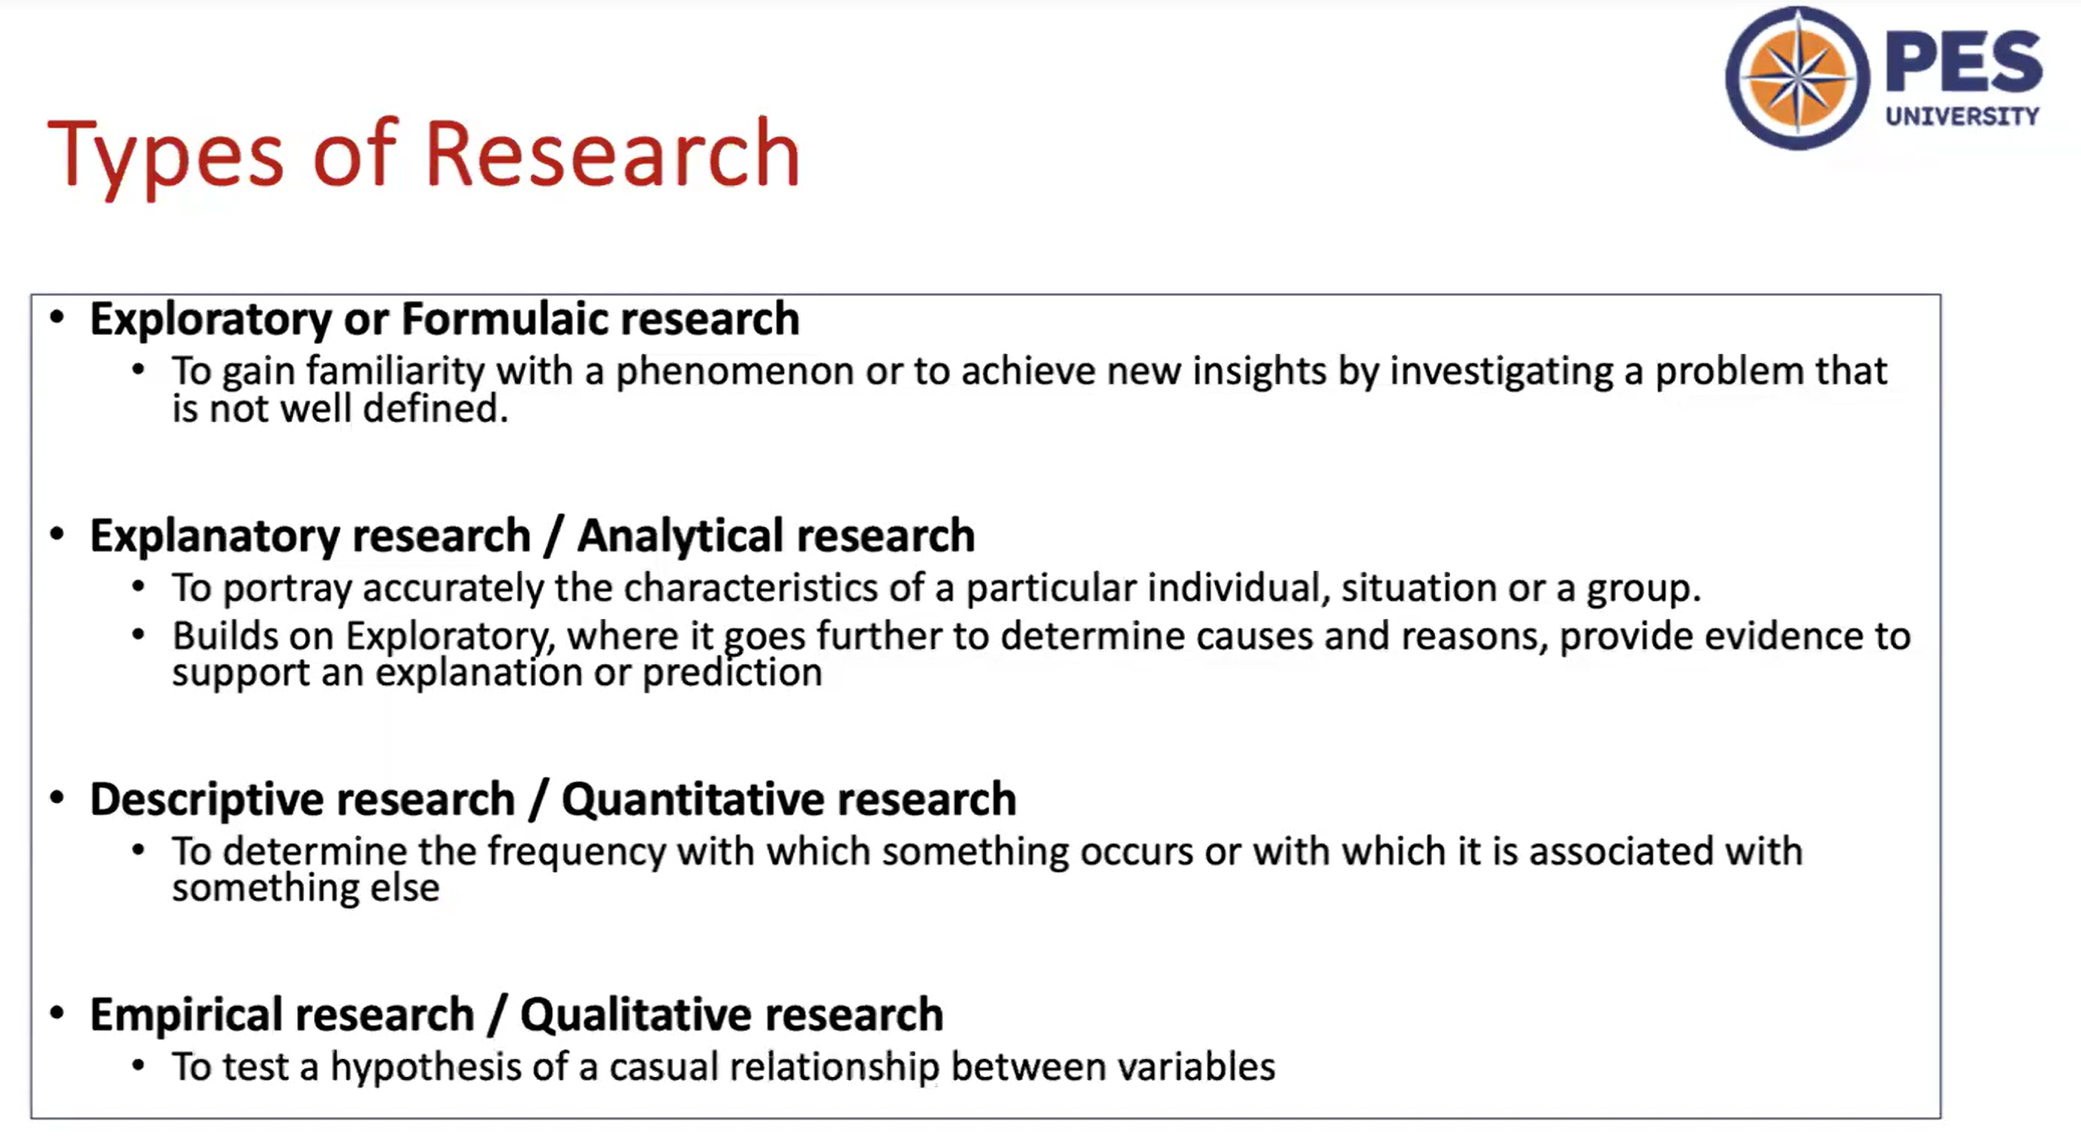 PES
UNIVERSITY
Types of Research
• Exploratory or Formulaic research
• To gain familiarity with a phenomenon or to achieve new insights by investigating a problem that
is not well defined.
• Explanatory research / Analytical research
• To portray accurately the characteristics of a particular individual, situation or a group.
• Builds on Exploratory, where it goes further to determine causes and reasons, provide evidence to
support an explanation or prediction
• Descriptive research / Quantitative research
• To determine the frequency with which something occurs or with which it is associated with
something else
• Empirical research / Qualitative research
• To test a hypothesis of a casual relationship between variables